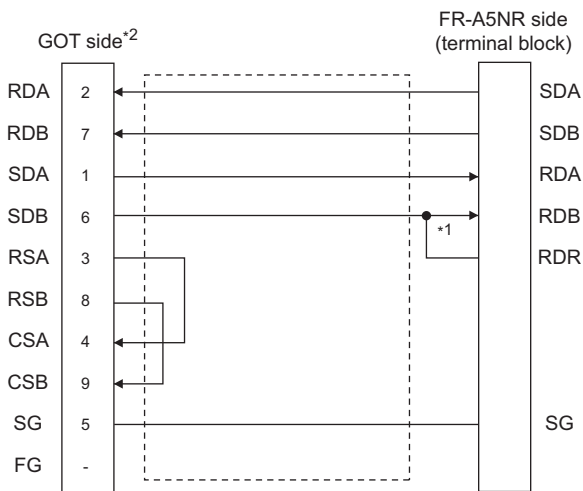 FR-A5NR side
(terminal block)
GOT side*2
RDA 2 SDA
RDB 7 SDB
SDA 1 RDA
SDB 6 RDB
*1
RSA 3 RDR
RSB 8
CSA 4
CSB 9
SG 5 SG
FG -